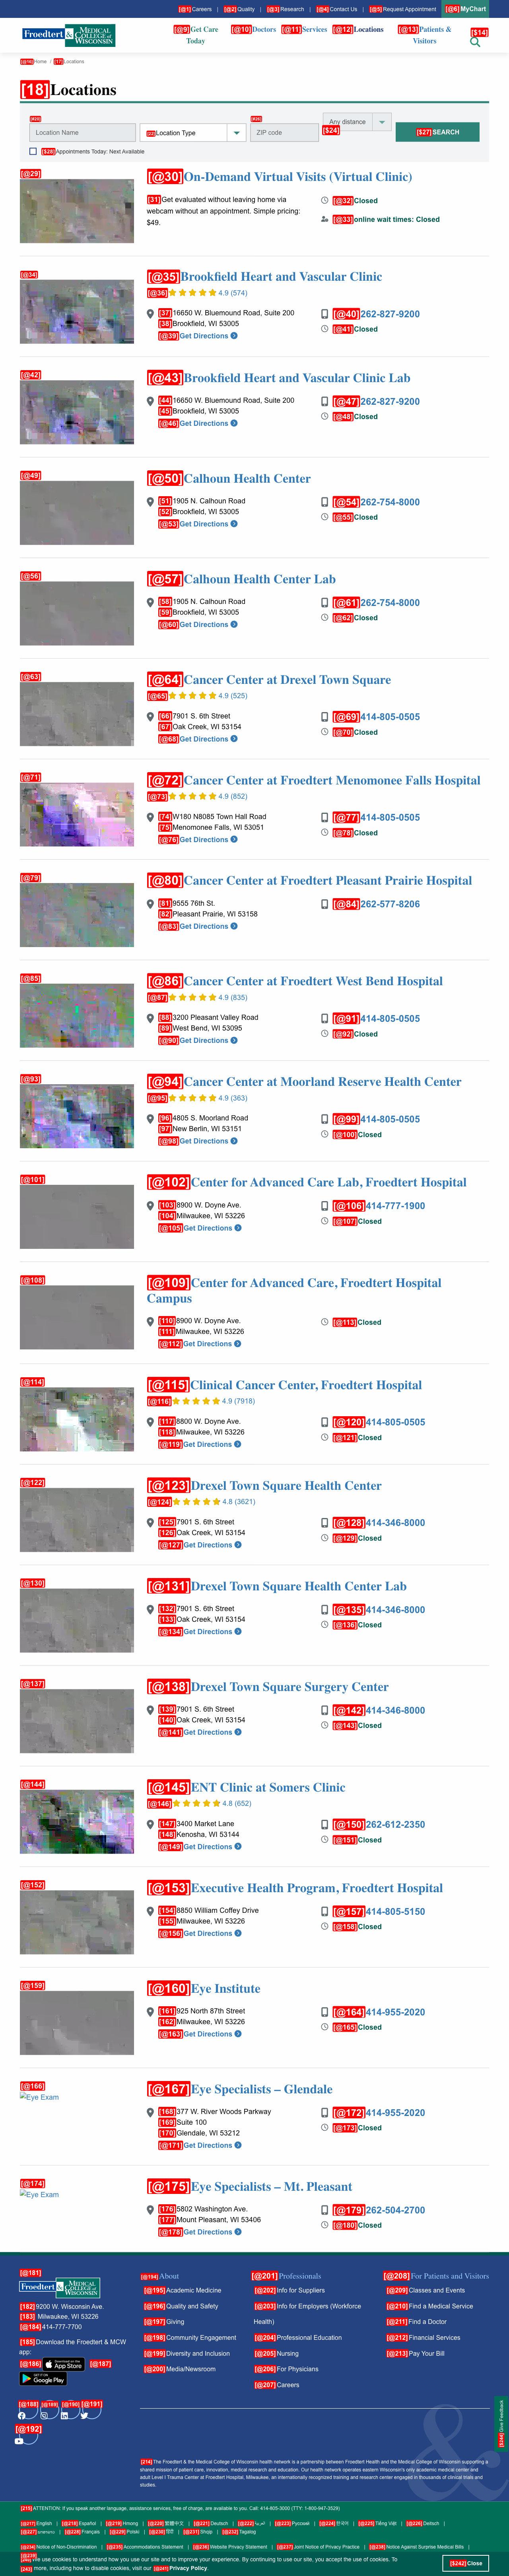 [@1]Careers | [@2]Quality | [@3]Research | [@4]Contact Us | [@5]Request Appointment [@6]MyChart
Froedtert & MEDICAL COLLEGE of WISCONSIN
[@9]Get Care Today [@10]Doctors [@11]Services [@12]Locations [@13]Patients & Visitors [$14]
Home / [17]Locations
[18]Locations
Location Name Location Type ZIP code Any distance [$24] [$27]SEARCH
[$28]Appointments Today: Next Available
[@29]
[@30]On-Demand Virtual Visits (Virtual Clinic)
[31]Get evaluated without leaving home via webcam without an appointment. Simple pricing: $49.
[@32]Closed
[@33]online wait times: Closed
[@34]
[@35]Brookfield Heart and Vascular Clinic
[@36] 4.9 (574)
[37]16650 W. Bluemound Road, Suite 200
[38]Brookfield, WI 53005
[@39]Get Directions
[@40]262-827-9200
[@41]Closed
[@42]
[@43]Brookfield Heart and Vascular Clinic Lab
[44]16650 W. Bluemound Road, Suite 200
[45]Brookfield, WI 53005
[@46]Get Directions
[@47]262-827-9200
[@48]Closed
[@49]
[@50]Calhoun Health Center
[51]1905 N. Calhoun Road
[52]Brookfield, WI 53005
[@53]Get Directions
[@54]262-754-8000
[@55]Closed
[@56]
[@57]Calhoun Health Center Lab
[58]1905 N. Calhoun Road
[59]Brookfield, WI 53005
[@60]Get Directions
[@61]262-754-8000
[@62]Closed
[@63]
[@64]Cancer Center at Drexel Town Square
[@65] 4.9 (525)
[66]7901 S. 6th Street
[67]Oak Creek, WI 53154
[@68]Get Directions
[@69]414-805-0505
[@70]Closed
[@71]
[@72]Cancer Center at Froedtert Menomonee Falls Hospital
[@73] 4.9 (852)
[74]W180 N8085 Town Hall Road
[75]Menomonee Falls, WI 53051
[@76]Get Directions
[@77]414-805-0505
[@78]Closed
[@79]
[@80]Cancer Center at Froedtert Pleasant Prairie Hospital
[81]9555 76th St.
[82]Pleasant Prairie, WI 53158
[@83]Get Directions
[@84]262-577-8206
[@85]
[@86]Cancer Center at Froedtert West Bend Hospital
[@87] 4.9 (835)
[88]3200 Pleasant Valley Road
[89]West Bend, WI 53095
[@90]Get Directions
[@91]414-805-0505
[@92]Closed
[@93]
[@94]Cancer Center at Moorland Reserve Health Center
[@95] 4.9 (363)
[96]4805 S. Moorland Road
[97]New Berlin, WI 53151
[@98]Get Directions
[@99]414-805-0505
[@100]Closed
[@101]
[@102]Center for Advanced Care Lab, Froedtert Hospital
[103]8900 W. Doyne Ave.
[104]Milwaukee, WI 53226
[@105]Get Directions
[@106]414-777-1900
[@107]Closed
[@108]
[@109]Center for Advanced Care, Froedtert Hospital Campus
[110]8900 W. Doyne Ave.
[111]Milwaukee, WI 53226
[@112]Get Directions
[@113]Closed
[@114]
[@115]Clinical Cancer Center, Froedtert Hospital
[@116] 4.9 (7918)
[117]8800 W. Doyne Ave.
[118]Milwaukee, WI 53226
[@119]Get Directions
[@120]414-805-0505
[@121]Closed
[@122]
[@123]Drexel Town Square Health Center
[@124] 4.8 (3621)
[125]7901 S. 6th Street
[126]Oak Creek, WI 53154
[@127]Get Directions
[@128]414-346-8000
[@129]Closed
[@130]
[@131]Drexel Town Square Health Center Lab
[132]7901 S. 6th Street
[133]Oak Creek, WI 53154
[@134]Get Directions
[@135]414-346-8000
[@136]Closed
[@137]
[@138]Drexel Town Square Surgery Center
[139]7901 S. 6th Street
[140]Oak Creek, WI 53154
[@141]Get Directions
[@142]414-346-8000
[@143]Closed
[@144]
[@145]ENT Clinic at Somers Clinic
[@146] 4.8 (652)
[147]3400 Market Lane
[148]Kenosha, WI 53144
[@149]Get Directions
[@150]262-612-2350
[@151]Closed
[@152]
[@153]Executive Health Program, Froedtert Hospital
[154]8850 William Coffey Drive
[155]Milwaukee, WI 53226
[@156]Get Directions
[@157]414-805-5150
[@158]Closed
[@159]
[@160]Eye Institute
[161]925 North 87th Street
[162]Milwaukee, WI 53226
[@163]Get Directions
[@164]414-955-2020
[@165]Closed
[@166]
Eye Exam
[@167]Eye Specialists – Glendale
[168]377 W. River Woods Parkway
[169]Suite 100
[170]Glendale, WI 53212
[@171]Get Directions
[@172]414-955-2020
[@173]Closed
[@174]
Eye Exam
[@175]Eye Specialists – Mt. Pleasant
[176]5802 Washington Ave.
[177]Mount Pleasant, WI 53406
[@178]Get Directions
[@179]262-504-2700
[@180]Closed
[@181]
Froedtert & MEDICAL COLLEGE of WISCONSIN
[182]9200 W. Wisconsin Ave.
[183] Milwaukee, WI 53226
[@184]414-777-7700
[185]Download the Froedtert & MCW app:
[@186] App Store [@187]
Google Play
[@188] [@189] [@190] [@191]
[@192]
[@194]About
[@195]Academic Medicine
[@196]Quality and Safety
[@197]Giving
[@198]Community Engagement
[@199]Diversity and Inclusion
[@200]Media/Newsroom
[@201]Professionals
[@202]Info for Suppliers
[@203]Info for Employers (Workforce Health)
[@204]Professional Education
[@205]Nursing
[@206]For Physicians
[@207]Careers
[@208]For Patients and Visitors
[@209]Classes and Events
[@210]Find a Medical Service
[@211]Find a Doctor
[@212]Financial Services
[@213]Pay Your Bill
[$244] Give Feedback
[214]The Froedtert & the Medical College of Wisconsin health network is a partnership between Froedtert Health and the Medical College of Wisconsin supporting a shared mission of patient care, innovation, medical research and education. Our health network operates eastern Wisconsin's only academic medical center and adult Level I Trauma Center at Froedtert Hospital, Milwaukee, an internationally recognized training and research center engaged in thousands of clinical trials and studies.
[215]ATTENTION: If you speak another language, assistance services, free of charge, are available to you. Call: 414-805-3000 (TTY: 1-800-947-3529)
[@217]English | [@218]Español | [@219]Hmong | [@220]繁體中文 | [@221]Deutsch | [@222]العربية | [@223]Русский | [@224]한국어 | [@225]Tiếng Việt | [@226]Deitsch |
[@228]Français | [@229]Polski | [@230]हिंदी | [@231]Shqip | [@232]Tagalog
[@234]Notice of Non-Discrimination | [@235]Accommodations Statement | [@236]Website Privacy Statement | [@237]Joint Notice of Privacy Practice | [@238]Notice Against Surprise Medical Bills |
We use cookies to understand how you use our site and to improve your experience. By continuing to use our site, you accept our use of cookies. To more, including how to disable cookies, visit our [@241]Privacy Policy.
[$242]Close